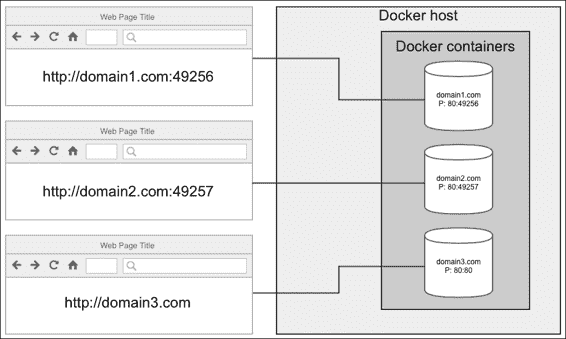 Web Page Title
http://domain1.com:49256
Web Page Title
http://domain2.com:49257
Web Page Title
http://domain3.com
Docker host
Docker containers
domain1.com
P: 80:49256
domain2.com
P: 80:49257
domain3.com
P: 80:80